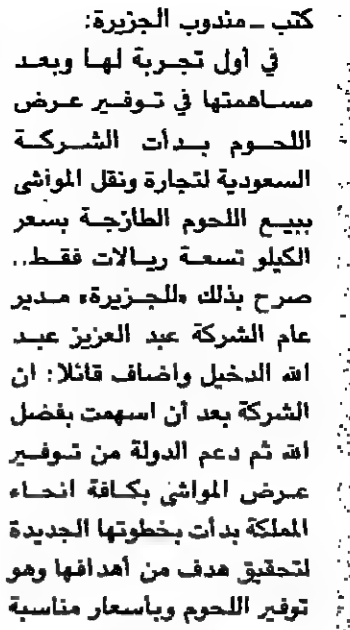 كتب ــ مندوب الجزيرة:
في أول تجربة لها وبعد
مساهمتها في توفير عرض
اللحوم بدأت الشركة
السعودية لتجارة ونقل المواشي
ببيع اللحوم الطازجة بسعر
الكيلو تسعة ريالات فقط..
صرح بذلك «للجزيرة» مدير
عام الشركة عبد العزيز عبد
الله الدخيل واضاف قائلا: ان
الشركة بعد أن اسهمت بفضل
الله ثم دعم الدولة من توفير
عرض المواشي بكافة انحاء
المملكة بدأت بخطوتها الجديدة
لتحقيق هدف من أهدافها وهو
توفير اللحوم وبأسعار مناسبة